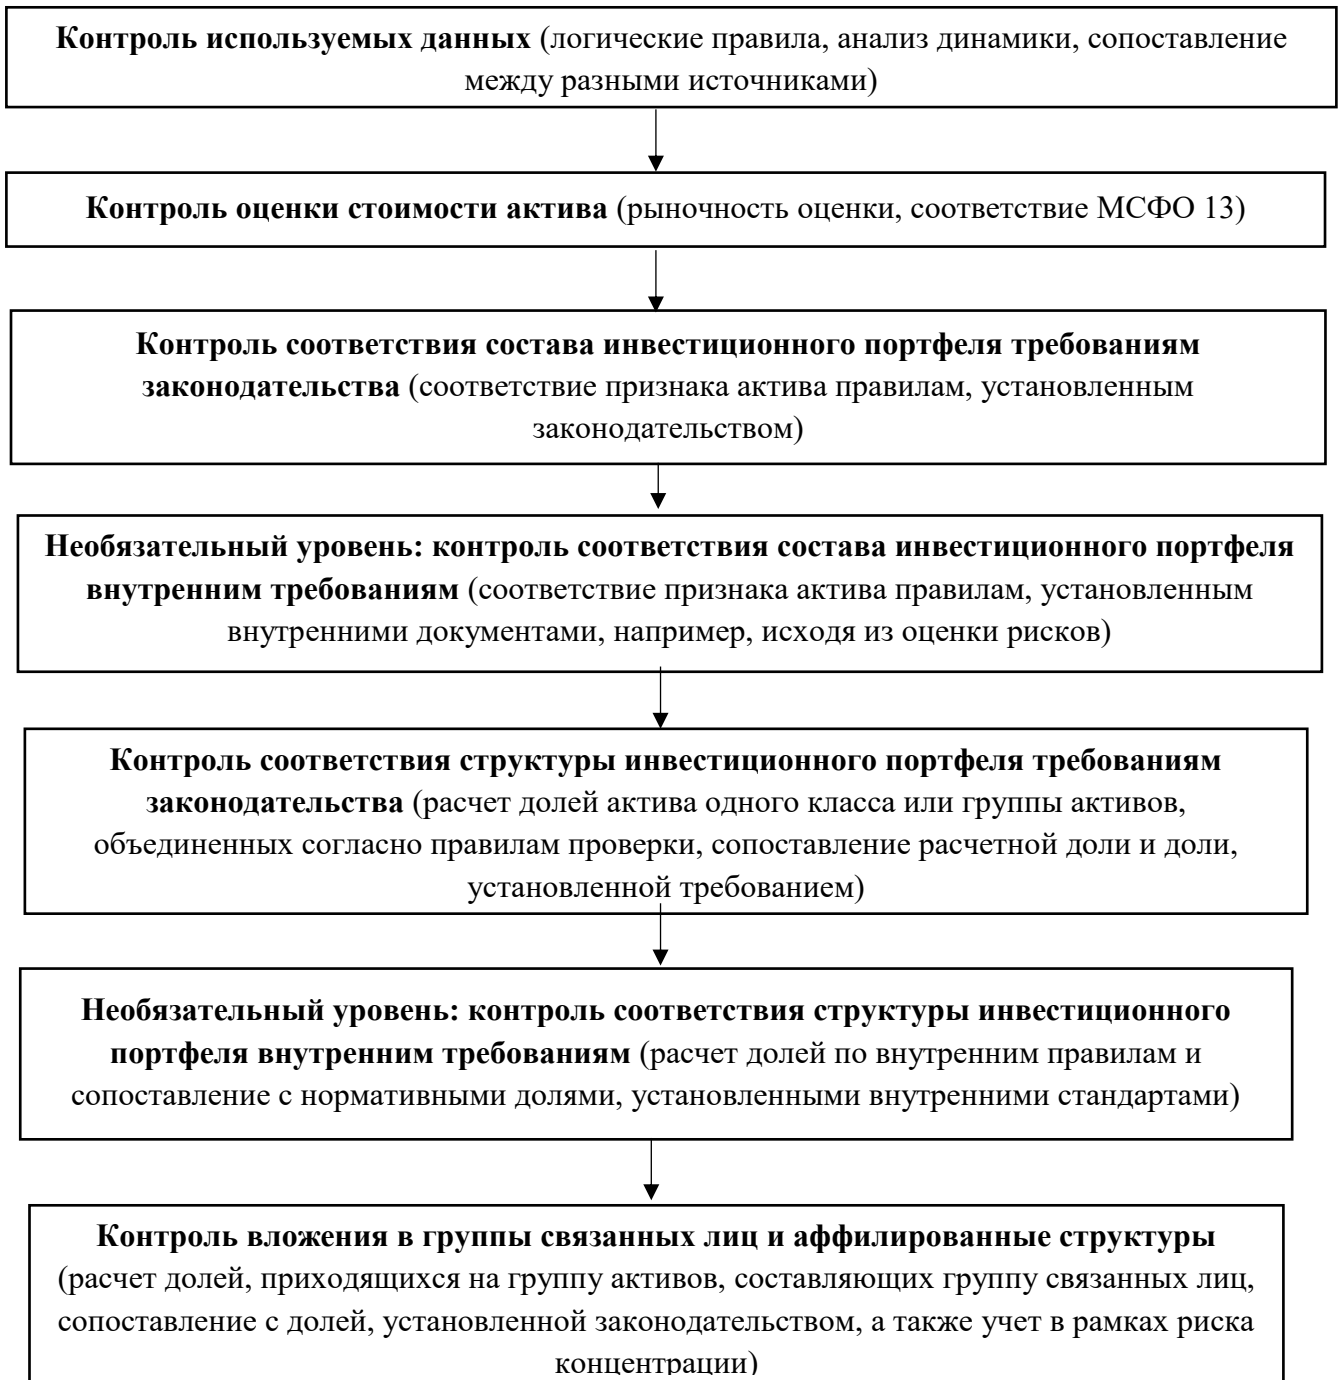 Контроль используемых данных (логические правила, анализ динамики, сопоставление
между разными источниками)
Контроль оценки стоимости актива (рыночность оценки, соответствие МСФО 13)
Контроль соответствия состава инвестиционного портфеля требованиям
законодательства (соответствие признака актива правилам, установленным
законодательством)
Необязательный уровень: контроль соответствия состава инвестиционного портфеля
внутренним требованиям (соответствие признака актива правилам, установленным
внутренними документами, например, исходя из оценки рисков)
Контроль соответствия структуры инвестиционного портфеля требованиям
законодательства (расчет долей актива одного класса или группы активов,
объединенных согласно правилам проверки, сопоставление расчетной доли и доли,
установленной требованием)
Необязательный уровень: контроль соответствия структуры инвестиционного
портфеля внутренним требованиям (расчет долей по внутренним правилам и
сопоставление с нормативными долями, установленными внутренними стандартами)
Контроль вложения в группы связанных лиц и аффилированные структуры
(расчет долей, приходящихся на группу активов, составляющих группу связанных лиц,
сопоставление с долей, установленной законодательством, а также учет в рамках риска
концентрации)